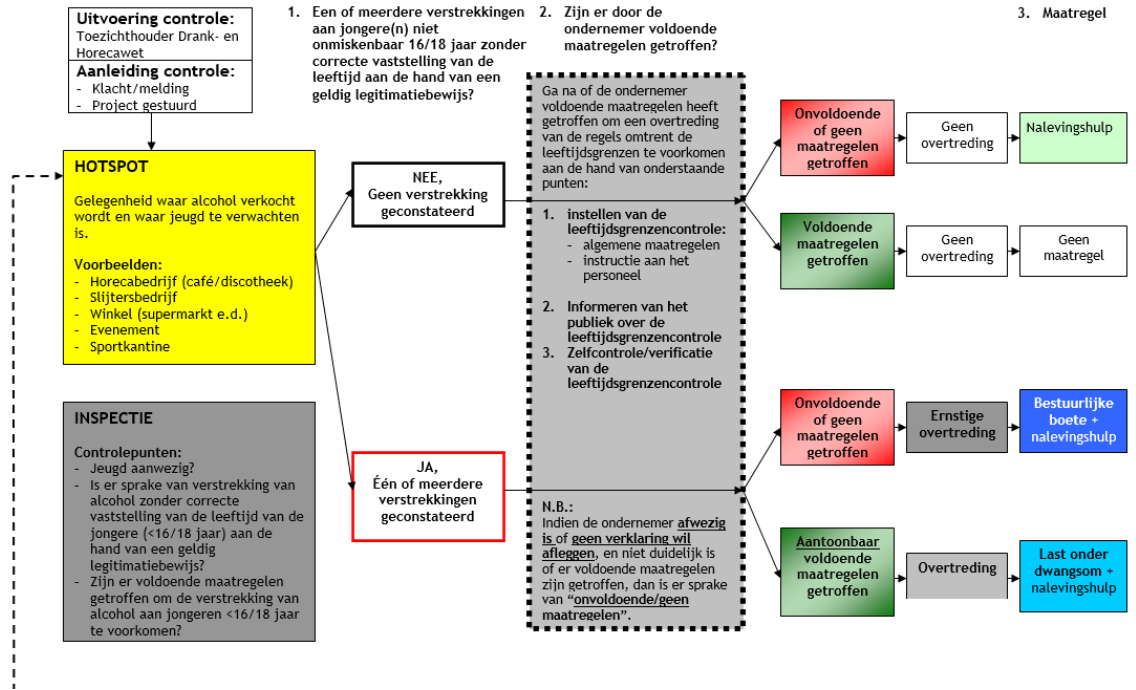 Uitvoering controle:
Toezichthouder Drank- en
Horecawet
Aanleiding controle:
- Klacht/melding
- Project gestuurd
1. Een of meerdere verstrekkingen
aan jongere(n) niet
onmiskenbaar 16/18 jaar zonder
correcte vaststelling van de
leeftijd aan de hand van een
geldig legitimatiebewijs?
2. Zijn er door de
ondernemer voldoende
maatregelen getroffen?
3. Maatregel
HOTSPOT
Gelegenheid waar alcohol verkocht
wordt en waar jeugd te verwachten
is.
Voorbeelden:
- Horecabedrijf (café/discotheek)
- Slijtersbedrijf
- Winkel (supermarkt e.d.)
- Evenement
- Sportkantine
INSPECTIE
Controlepunten:
- Jeugd aanwezig?
- Is er sprake van verstrekking van
alcohol zonder correcte
vaststelling van de leeftijd van de
jongere (<16/18 jaar) aan de
hand van een geldig
legitimatiebewijs?
- Zijn er voldoende maatregelen
getroffen om de verstrekking van
alcohol aan jongeren <16/18 jaar
te voorkomen?
NEE,
Geen verstrekking
geconstateerd
JA,
Één of meerdere
verstrekkingen
geconstateerd
Ga na of de ondernemer
voldoende maatregelen heeft
getroffen om een overtreding
van de regels omtrent de
leeftijdsgrenzen te voorkomen
aan de hand van onderstaande
punten:
1. instellen van de
leeftijdsgrenzencontrole:
- algemene maatregelen
- instructie aan het
personeel
2. Informeren van het
publiek over de
leeftijdsgrenzencontrole
3. Zelfcontrole/verificatie
van de
leeftijdsgrenzencontrole
N.B.:
Indien de ondernemer afwezig
is of geen verklaring wil
afleggen, en niet duidelijk is
of er voldoende maatregelen
zijn getroffen, dan is er sprake
van “onvoldoende/geen
maatregelen”.
Onvoldoende
of geen
maatregelen
getroffen
Geen
overtreding
Nalevingshulp
Voldoende
maatregelen
getroffen
Geen
overtreding
Geen
maatregel
Onvoldoende
of geen
maatregelen
getroffen
Ernstige
overtreding
Bestuurlijke
boete +
nalevingshulp
Aantoonbaar
voldoende
maatregelen
getroffen
Overtreding
Last onder
dwangsom +
nalevingshulp